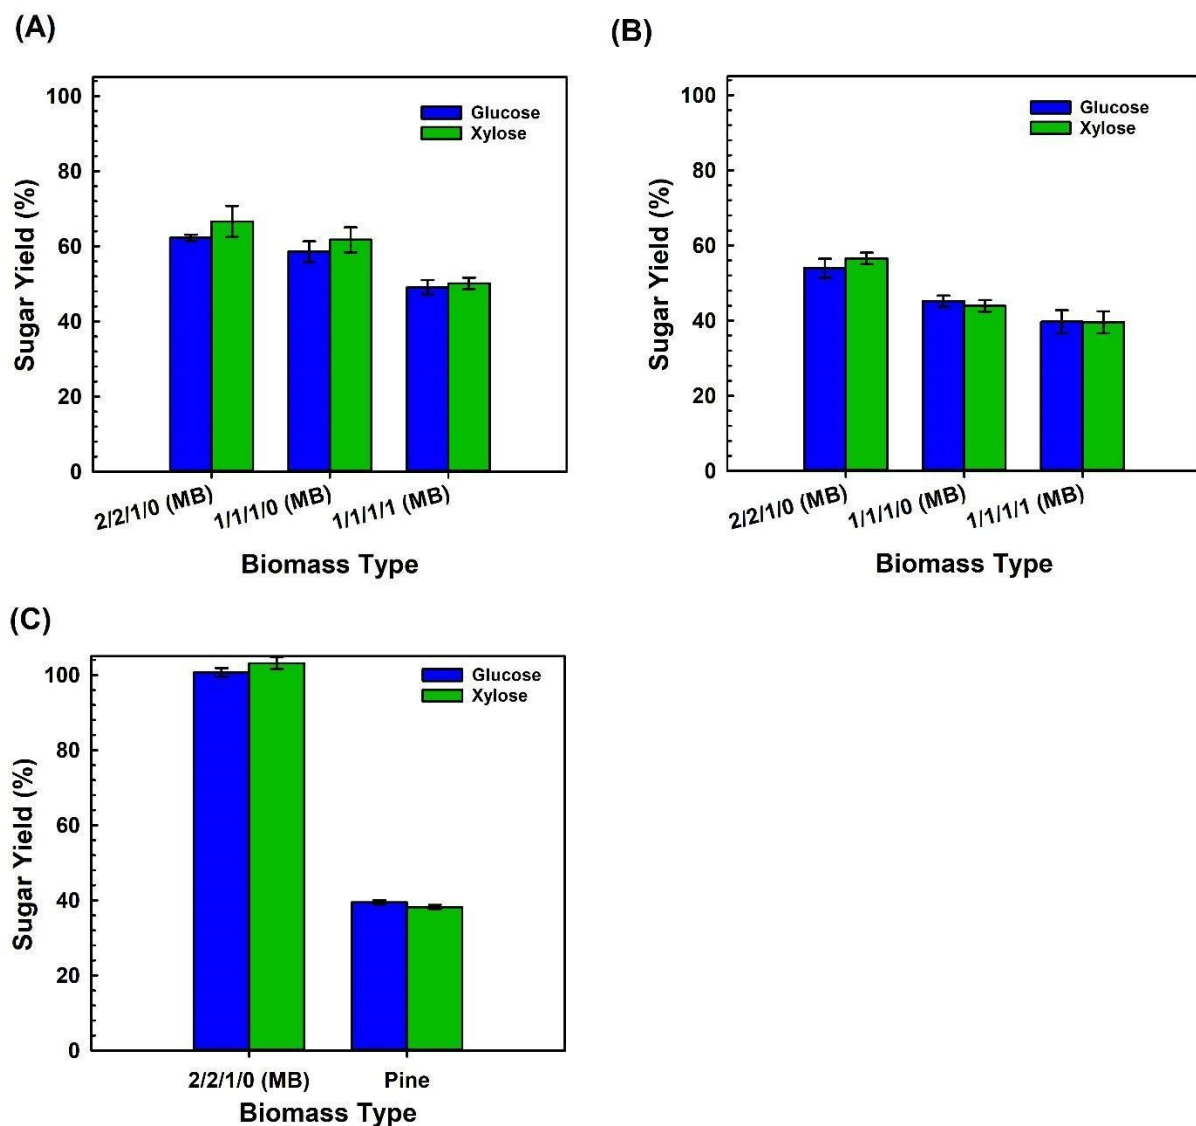 (A)
100
80
60
40
20
0
Sugar Yield (%)
Glucose
Xylose
2/2/1/0 (MB)
1/1/1/0 (MB)
1/1/1/1 (MB)
Biomass Type
(B)
100
80
60
40
20
0
Sugar Yield (%)
Glucose
Xylose
2/2/1/0 (MB)
1/1/1/0 (MB)
1/1/1/1 (MB)
Biomass Type
(C)
100
80
60
40
20
0
Sugar Yield (%)
Glucose
Xylose
2/2/1/0 (MB)
Pine
Biomass Type